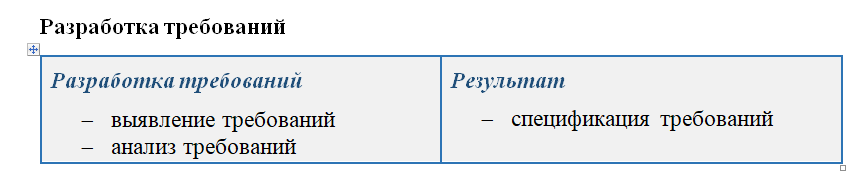 Разработка требований
Разработка требований
– выявление требований
– анализ требований
Результат
– спецификация требований